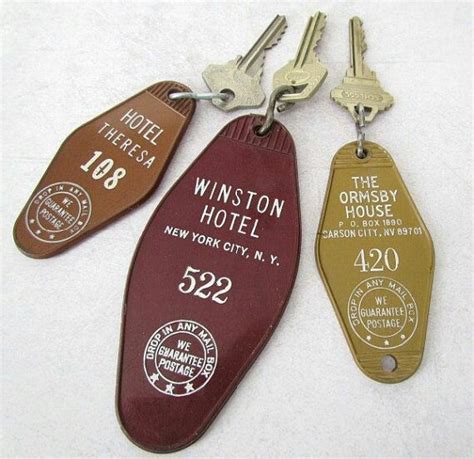 HOTEL
THERESA
108
DROP IN ANY MAIL BOX
WE
GUARANTEE
POSTAGE
WINSTON
HOTEL
NEW YORK CITY, N. Y.
522
DROP IN ANY MAIL BOX
WE
GUARANTEE
POSTAGE
THE
ORMSBY
HOUSE
P. O. BOX 1890
CARSON CITY, NV 89701
420
DROP IN ANY MAIL BOX
WE
GUARANTEE
POSTAGE